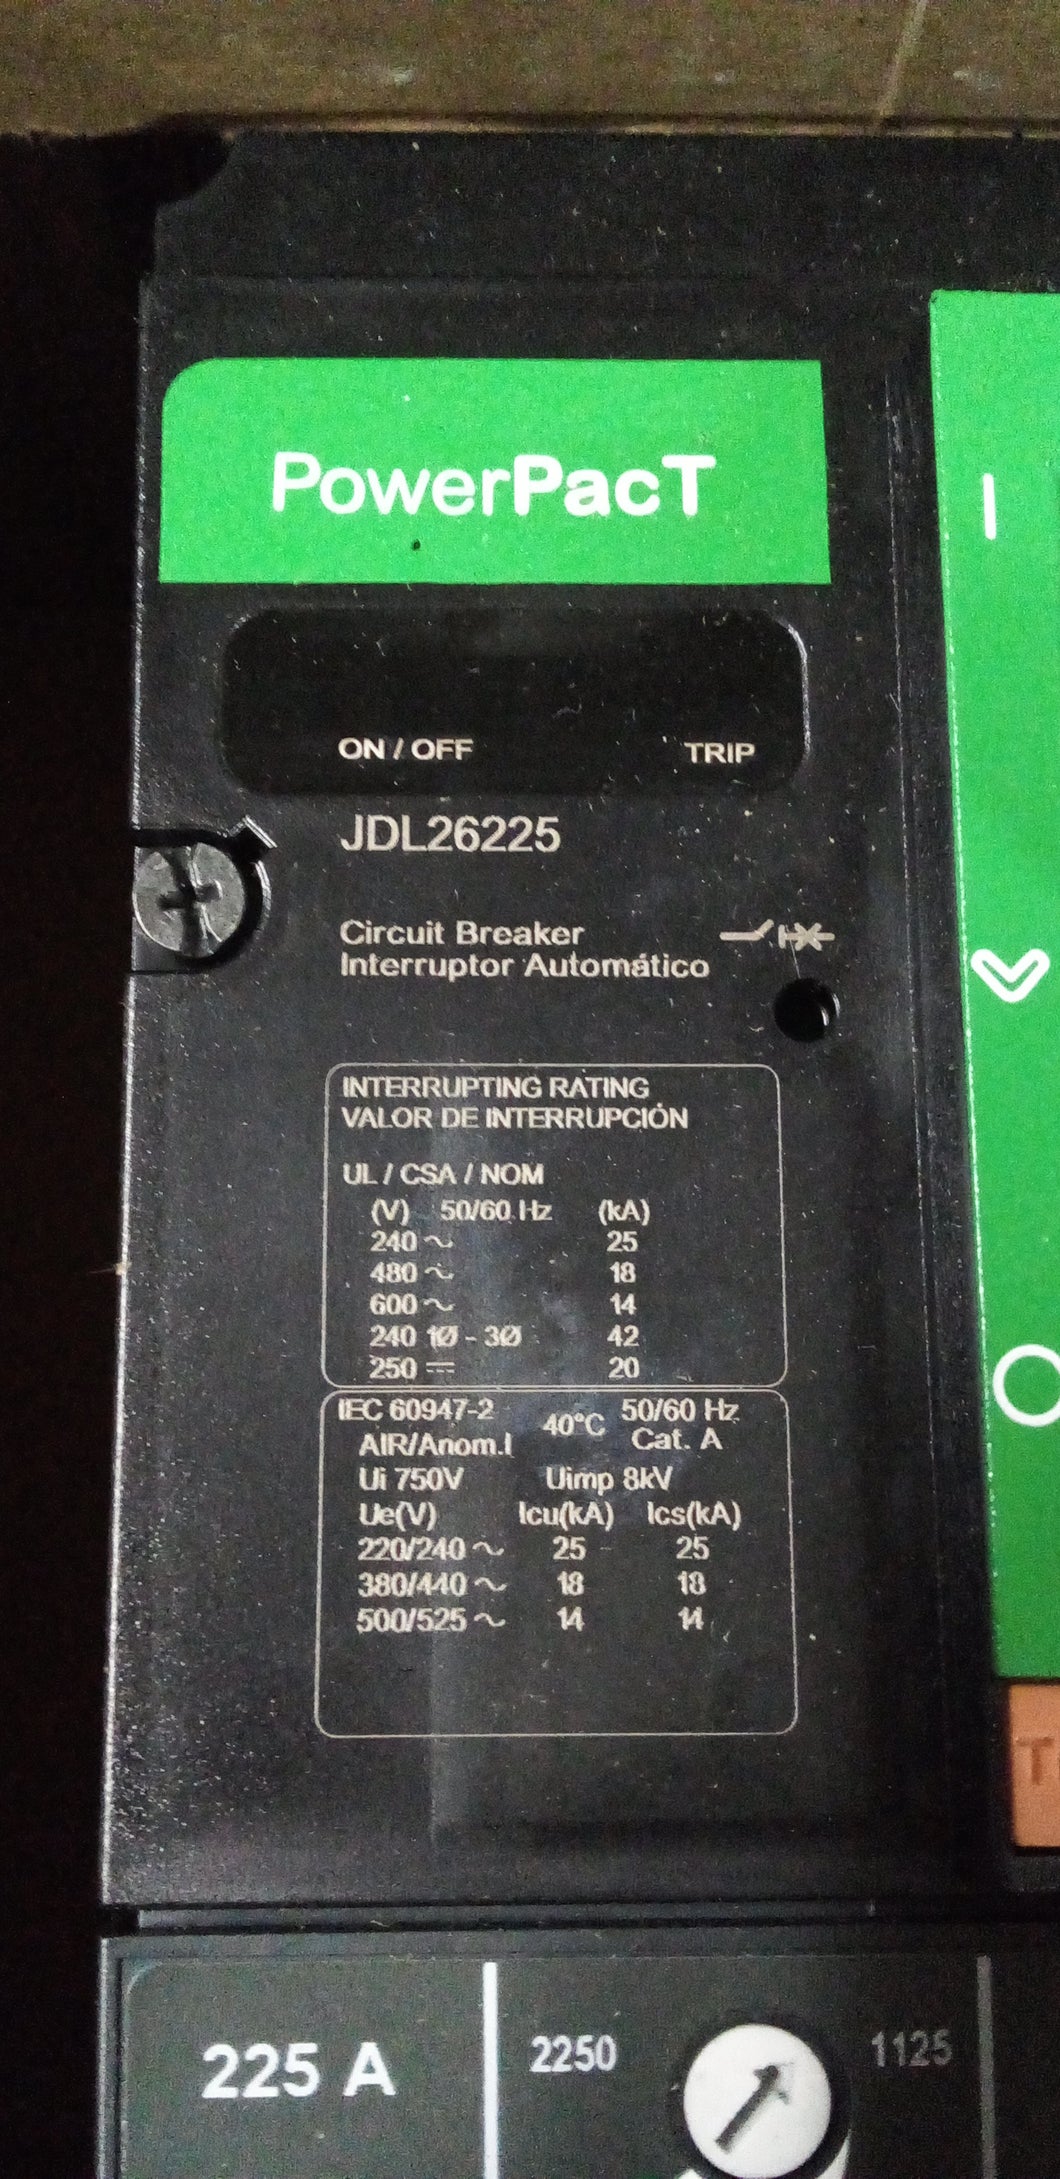 PowerPacT
I
ON / OFF TRIP
JDL26225
Circuit Breaker
Interruptor Automático
INTERRUPTING RATING
VALOR DE INTERRUPCIÓN
UL / CSA / NOM
(V) 50/60 Hz (kA)
240 ~ 25
480 ~ 18
600 ~ 14
240 1Ø - 3Ø 42
250 ⎓ 20
O
IEC 60947-2 40°C 50/60 Hz
AIR/Anom.I Cat. A
Ui 750V Uimp 8kV
Ue(V) Icu(kA) Ics(kA)
220/240 ~ 25 25
380/440 ~ 18 18
500/525 ~ 14 14
225 A 2250 1125